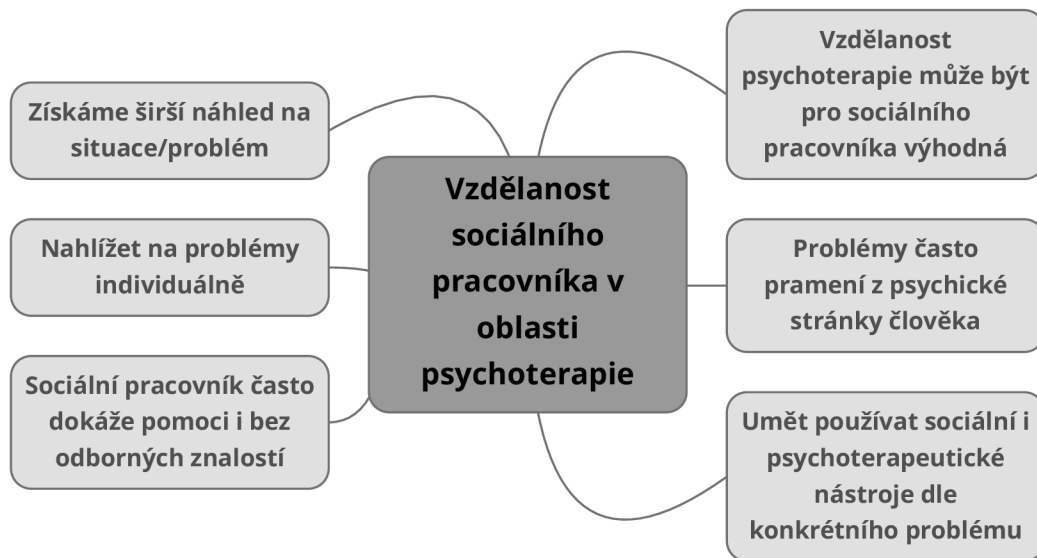 Vzdělanost
sociálního
pracovníka v
oblasti
psychoterapie
Získáme širší náhled na
situace/problém
Nahlížet na problémy
individuálně
Sociální pracovník často
dokáže pomoci i bez
odborných znalostí
Vzdělanost
psychoterapie může být
pro sociálního
pracovníka výhodná
Problémy často
pramení z psychické
stránky člověka
Umět používat sociální i
psychoterapeutické
nástroje dle
konkrétního problému